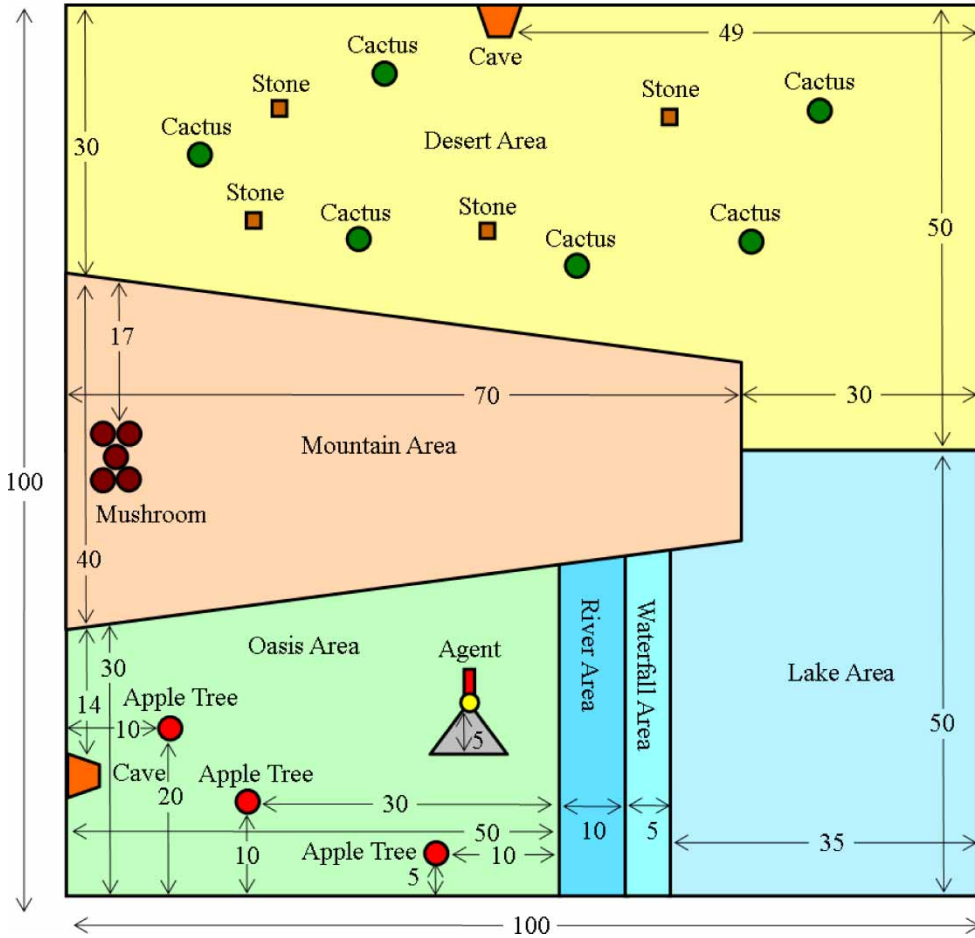 49
Cactus
Cave
Stone
Stone
Cactus
30
Desert Area
Cactus
Stone
Cactus
Stone
Cactus
Cactus
50
17
70
30
Mountain Area
100
Mushroom
40
River Area
Waterfall Area
Oasis Area
Agent
30
14
Apple Tree
Lake Area
10
5
Cave
Apple Tree
20
30
50
10
5
35
10
Apple Tree
10
5
50
100